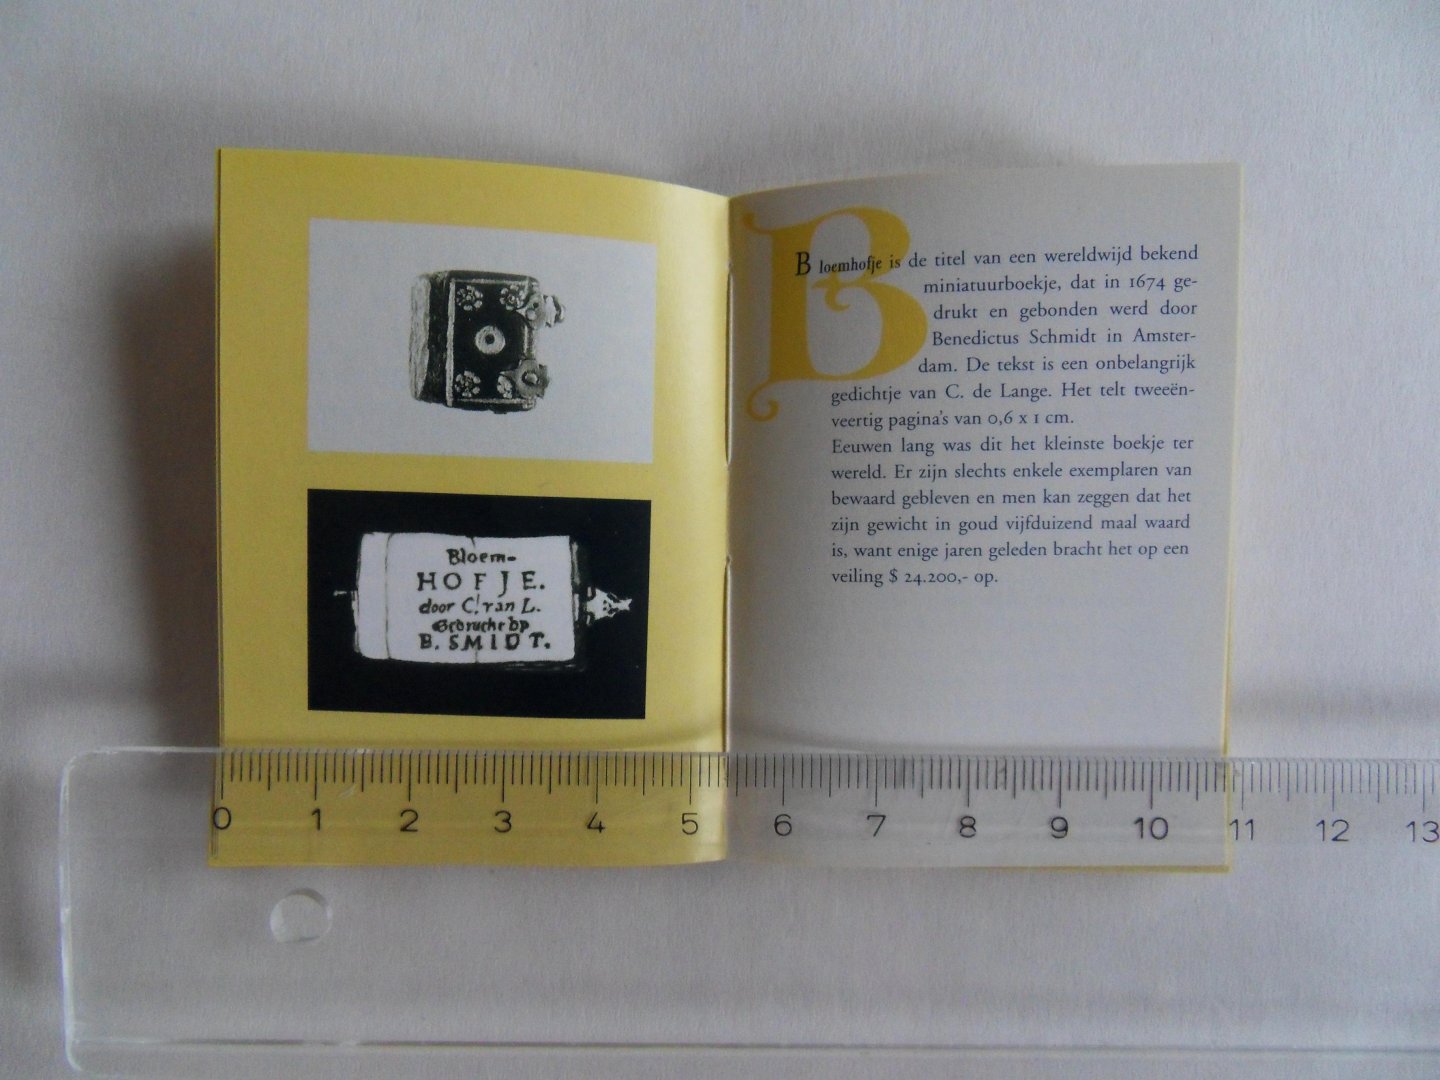 Bloem-
HOFJE.
door C. van L.
Gedruckt bÿ
B. SMIDT.
Bloemhofje is de titel van een wereldwijd bekend
miniatuurboekje, dat in 1674 ge-
drukt en gebonden werd door
Benedictus Schmidt in Amster-
dam. De tekst is een onbelangrijk
gedichtje van C. de Lange. Het telt tweeën-
veertig pagina's van 0,6 x 1 cm.
Eeuwen lang was dit het kleinste boekje ter
wereld. Er zijn slechts enkele exemplaren van
bewaard gebleven en men kan zeggen dat het
zijn gewicht in goud vijfduizend maal waard
is, want enige jaren geleden bracht het op een
veiling $ 24.200,- op.
0 1 2 3 4 5 6 7 8 9 10 11 12 13